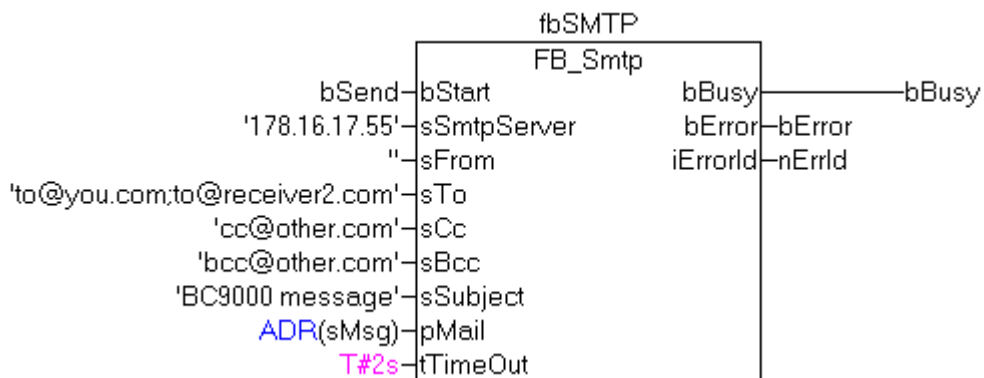 fbSMTP
FB_Smtp
bSend bStart bBusy bBusy
'178.16.17.55' sSmtpServer bError bError
'' sFrom iErrorId nErrId
'to@you.com;to@receiver2.com' sTo
'cc@other.com' sCc
'bcc@other.com' sBcc
'BC9000 message' sSubject
ADR(sMsg) pMail
T#2s tTimeOut